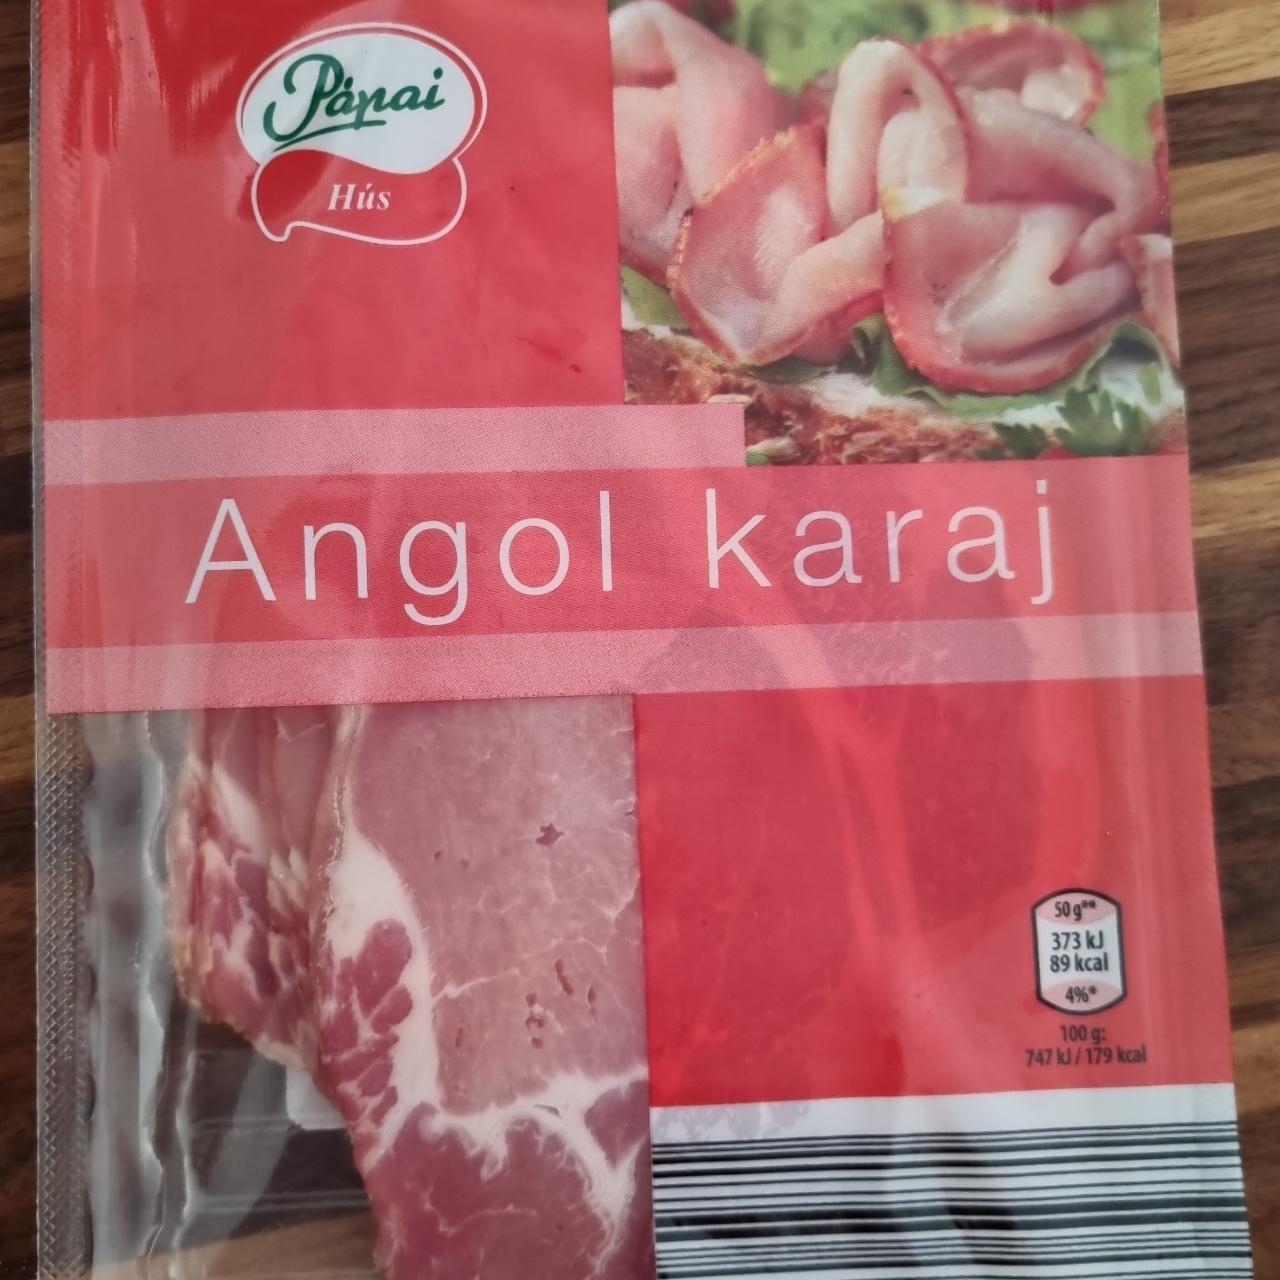 Pápai
Hús
Angol karaj
50 g**
373 kJ
89 kcal
4%*
100 g:
747 kJ / 179 kcal